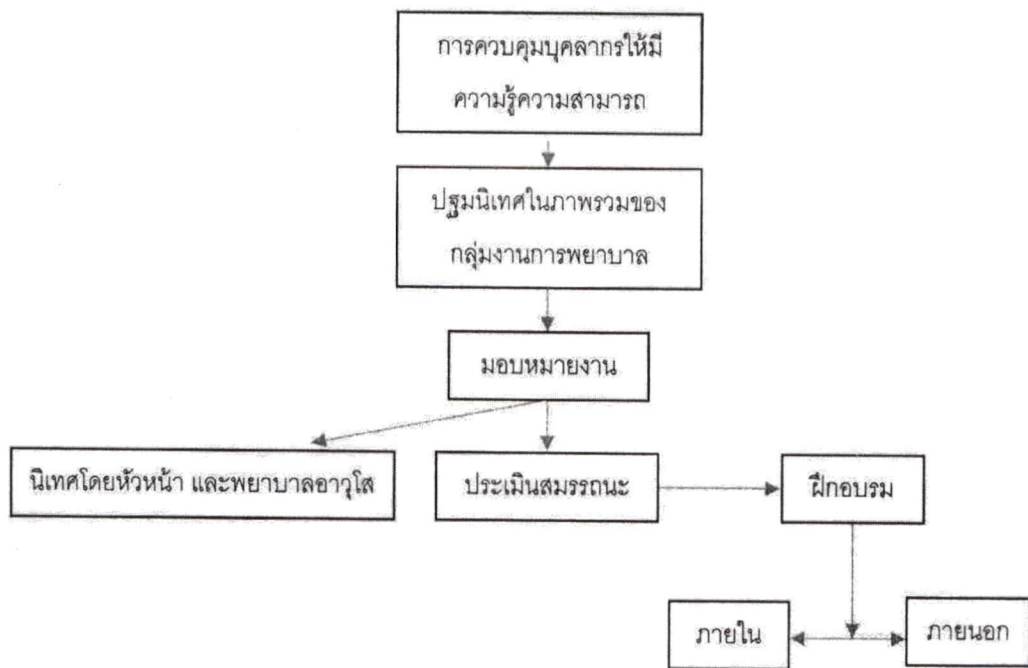 การควบคุมบุคลากรให้มี
ความรู้ความสามารถ
ปฐมนิเทศในภาพรวมของ
กลุ่มงานการพยาบาล
มอบหมายงาน
นิเทศโดยหัวหน้า และพยาบาลอาวุโส
ประเมินสมรรถนะ
ฝึกอบรม
ภายใน
ภายนอก